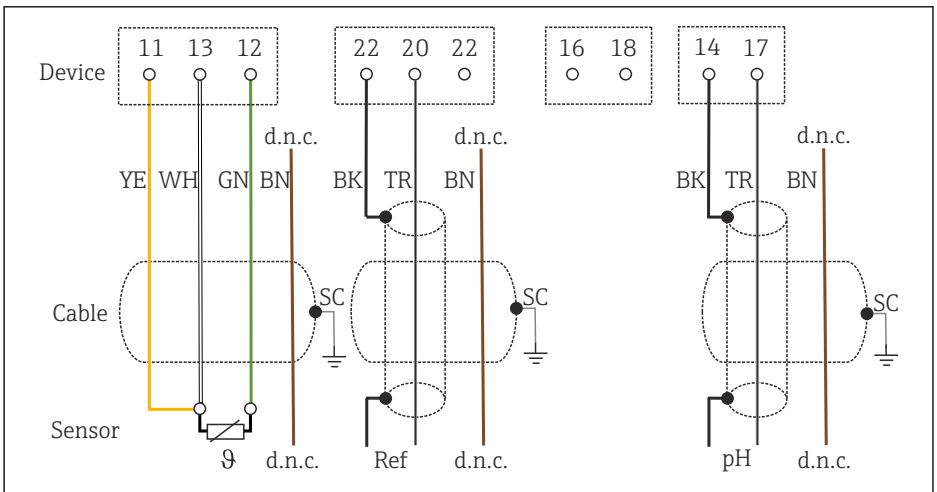 11 13 12 22 20 22 16 18 14 17
Device
d.n.c. d.n.c. d.n.c.
YE WH GN BN BK TR BN BK TR BN
SC SC SC
Cable
Sensor
ϑ d.n.c. Ref d.n.c. pH d.n.c.